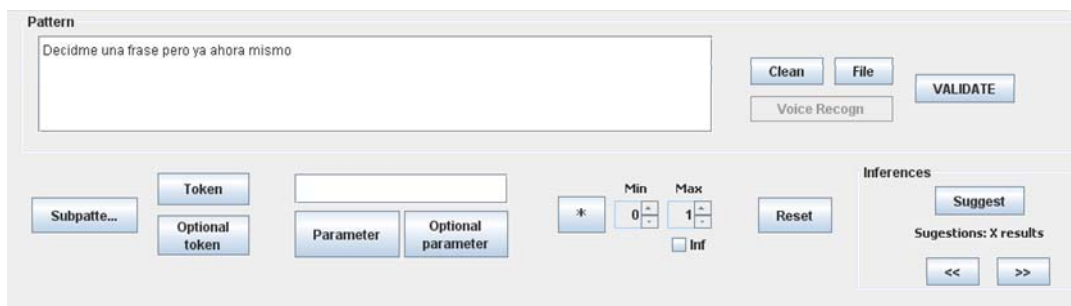 Pattern
Decidme una frase pero ya ahora mismo
Clean
File
VALIDATE
Voice Recogn
Subpatte...
Token
Optional
token
Parameter
Optional
parameter
*
Min
Max
0
1
Inf
Reset
Inferences
Suggest
Sugestions: X results
<<
>>